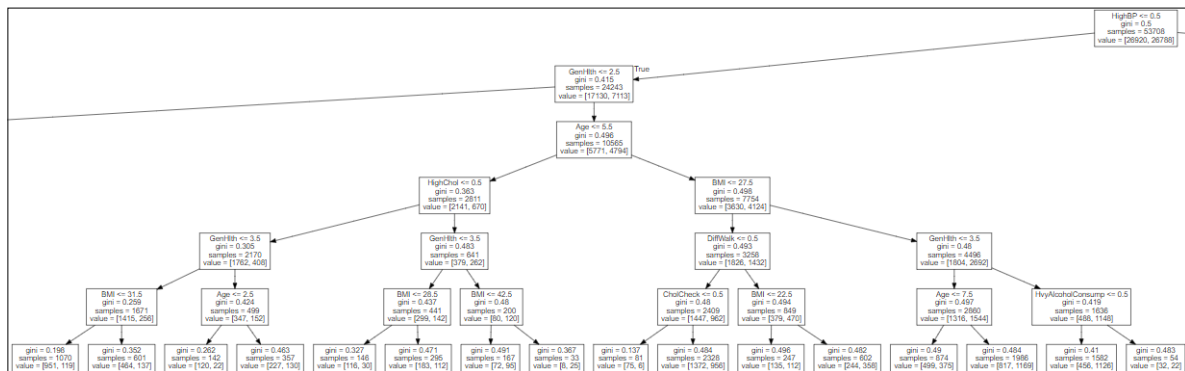 HighBP <= 0.5
gini = 0.5
samples = 53708
value = [26920, 26788]
True
GenHlth <= 2.5
gini = 0.415
samples = 24243
value = [17130, 7113]
Age <= 5.5
gini = 0.496
samples = 10565
value = [5771, 4794]
HighChol <= 0.5
gini = 0.363
samples = 2811
value = [2141, 670]
BMI <= 27.5
gini = 0.498
samples = 7754
value = [3630, 4124]
GenHlth <= 3.5
gini = 0.305
samples = 2170
value = [1762, 408]
GenHlth <= 3.5
gini = 0.483
samples = 641
value = [379, 262]
DiffWalk <= 0.5
gini = 0.493
samples = 3258
value = [1826, 1432]
GenHlth <= 3.5
gini = 0.48
samples = 4496
value = [1804, 2692]
BMI <= 31.5
gini = 0.259
samples = 1671
value = [1415, 256]
Age <= 2.5
gini = 0.424
samples = 499
value = [347, 152]
BMI <= 28.5
gini = 0.437
samples = 441
value = [299, 142]
BMI <= 42.5
gini = 0.48
samples = 200
value = [80, 120]
CholCheck <= 0.5
gini = 0.48
samples = 2409
value = [1447, 962]
BMI <= 22.5
gini = 0.494
samples = 849
value = [379, 470]
Age <= 7.5
gini = 0.497
samples = 2860
value = [1316, 1544]
HvyAlcoholConsump <= 0.5
gini = 0.419
samples = 1636
value = [488, 1148]
gini = 0.198
samples = 1070
value = [951, 119]
gini = 0.352
samples = 601
value = [464, 137]
gini = 0.262
samples = 142
value = [120, 22]
gini = 0.463
samples = 357
value = [227, 130]
gini = 0.327
samples = 146
value = [116, 30]
gini = 0.471
samples = 295
value = [183, 112]
gini = 0.491
samples = 167
value = [72, 95]
gini = 0.367
samples = 33
value = [8, 25]
gini = 0.137
samples = 81
value = [75, 6]
gini = 0.484
samples = 2328
value = [1372, 956]
gini = 0.496
samples = 247
value = [135, 112]
gini = 0.482
samples = 602
value = [244, 358]
gini = 0.49
samples = 874
value = [499, 375]
gini = 0.484
samples = 1986
value = [817, 1169]
gini = 0.41
samples = 1582
value = [456, 1126]
gini = 0.483
samples = 54
value = [32, 22]